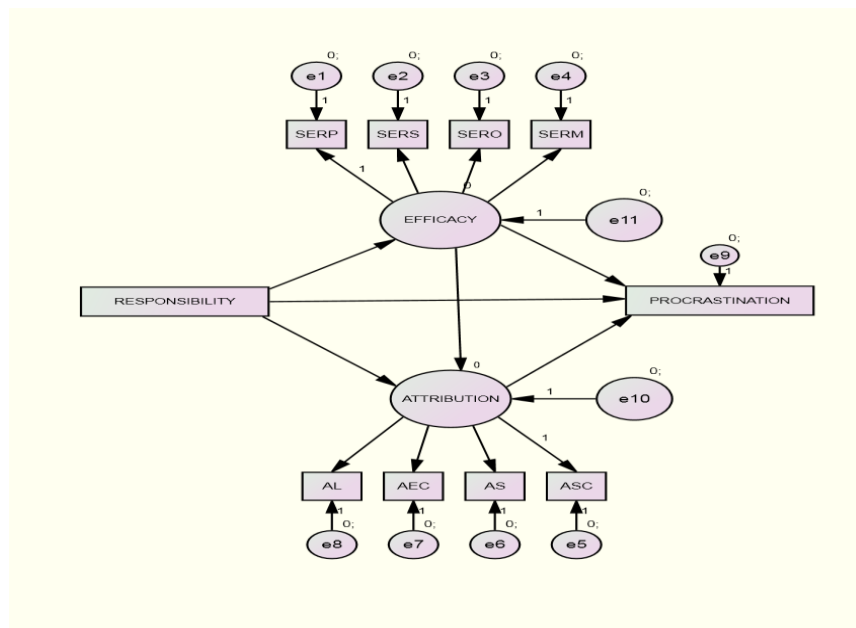 0; 0; 0; 0;
e1 e2 e3 e4
1 1 1 1
SERP SERS SERO SERM
1
0
EFFICACY
0;
1
e11
0;
e9
1
RESPONSIBILITY
PROCRASTINATION
0
0;
ATTRIBUTION
1
e10
1
AL AEC AS ASC
1 1 1 1
0; 0; 0; 0;
e8 e7 e6 e5